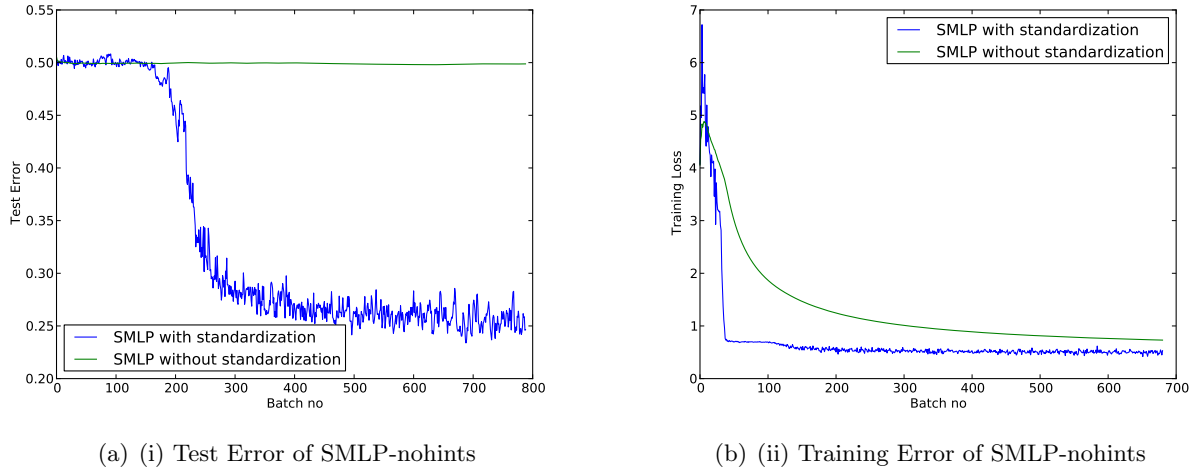 0.55
0.50
0.45
0.40
0.35
0.30
0.25
0.20
Test Error
SMLP with standardization
SMLP without standardization
0 100 200 300 400 500 600 700 800
Batch no
(a) (i) Test Error of SMLP-nohints
7
6
5
4
3
2
1
0
Training Loss
SMLP with standardization
SMLP without standardization
0 100 200 300 400 500 600 700
Batch no
(b) (ii) Training Error of SMLP-nohints